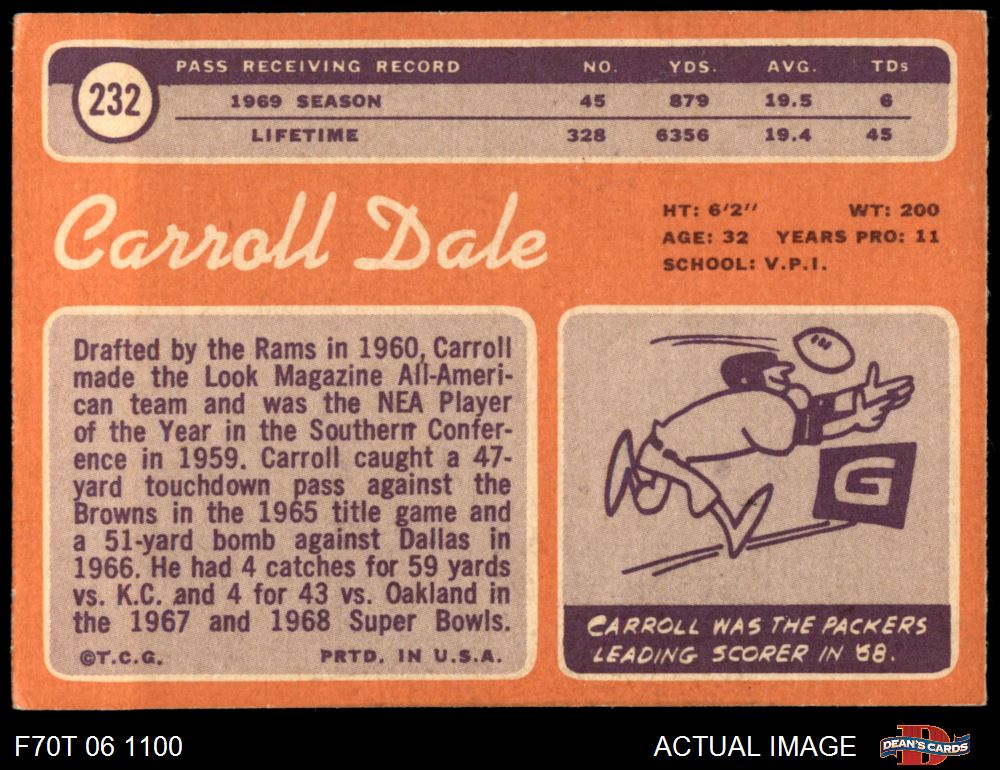 232
PASS RECEIVING RECORD NO. YDS. AVG. TDs
1969 SEASON 45 879 19.5 6
LIFETIME 328 6356 19.4 45
Carroll Dale
HT: 6'2" WT: 200
AGE: 32 YEARS PRO: 11
SCHOOL: V.P.I.
Drafted by the Rams in 1960, Carroll
made the Look Magazine All-Ameri-
can team and was the NEA Player
of the Year in the Southern Confer-
ence in 1959. Carroll caught a 47-
yard touchdown pass against the
Browns in the 1965 title game and
a 51-yard bomb against Dallas in
1966. He had 4 catches for 59 yards
vs. K.C. and 4 for 43 vs. Oakland in
the 1967 and 1968 Super Bowls.
©T.C.G. PRTD. IN U.S.A.
G
CARROLL WAS THE PACKERS
LEADING SCORER IN '68.
F70T 06 1100
ACTUAL IMAGE
D
DEAN'S CARDS